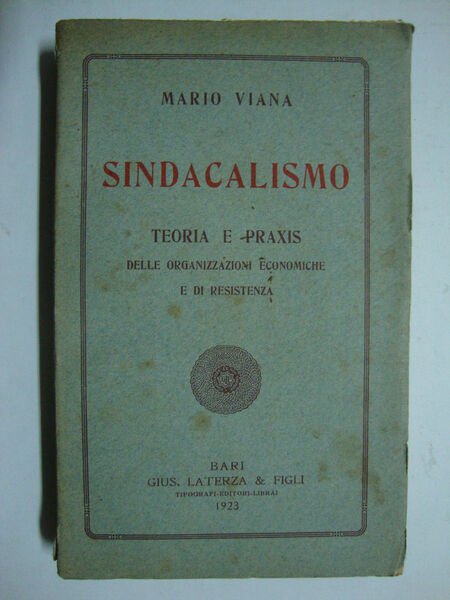 MARIO VIANA
SINDACALISMO
TEORIA E PRAXIS
DELLE ORGANIZZAZIONI ECONOMICHE
E DI RESISTENZA
BARI
GIUS. LATERZA & FIGLI
TIPOGRAFI-EDITORI-LIBRAI
1923